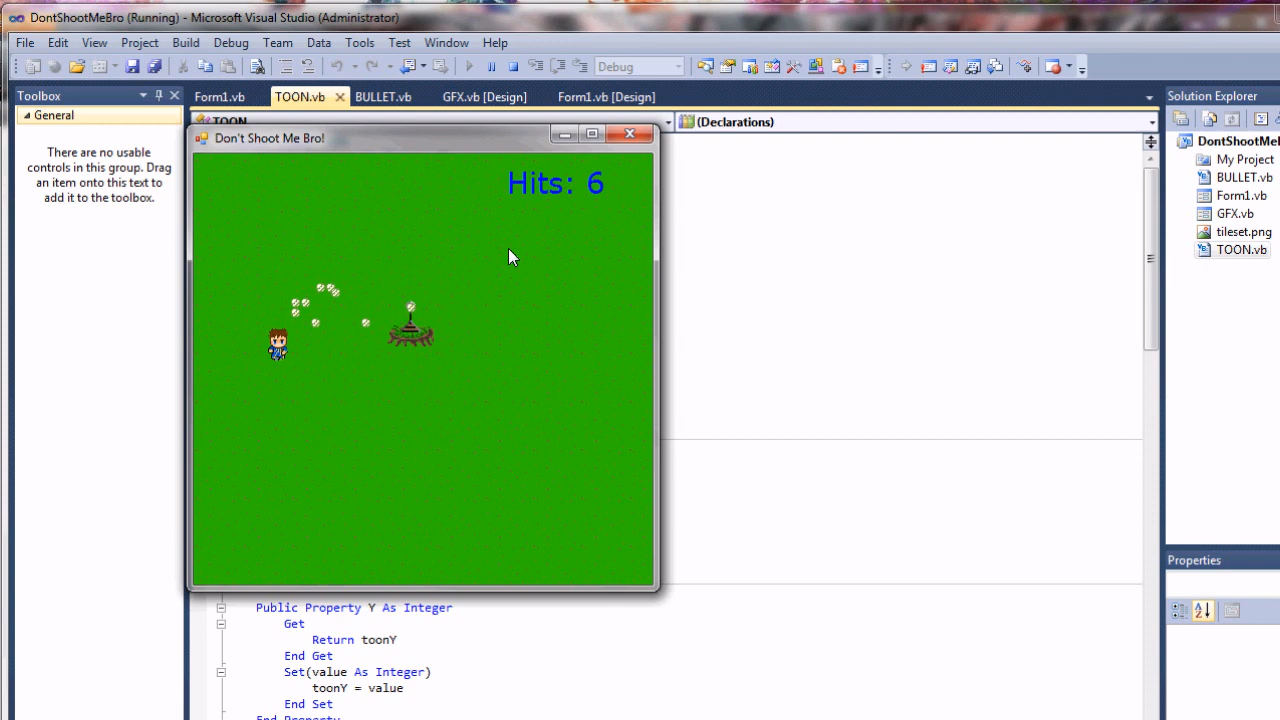 DontShootMeBro (Running) - Microsoft Visual Studio (Administrator)
File Edit View Project Build Debug Team Data Tools Test Window Help
Debug
Toolbox
General
There are no usable
controls in this group. Drag
an item onto this text to
add it to the toolbox.
Form1.vb TOON.vb BULLET.vb GFX.vb [Design] Form1.vb [Design]
TOON (Declarations)
Don't Shoot Me Bro!
Hits: 6
Public Property Y As Integer
Get
Return toonY
End Get
Set(value As Integer)
toonY = value
End Set
End Property
Solution Explorer
DontShootMeB
My Project
BULLET.vb
Form1.vb
GFX.vb
tileset.png
TOON.vb
Properties